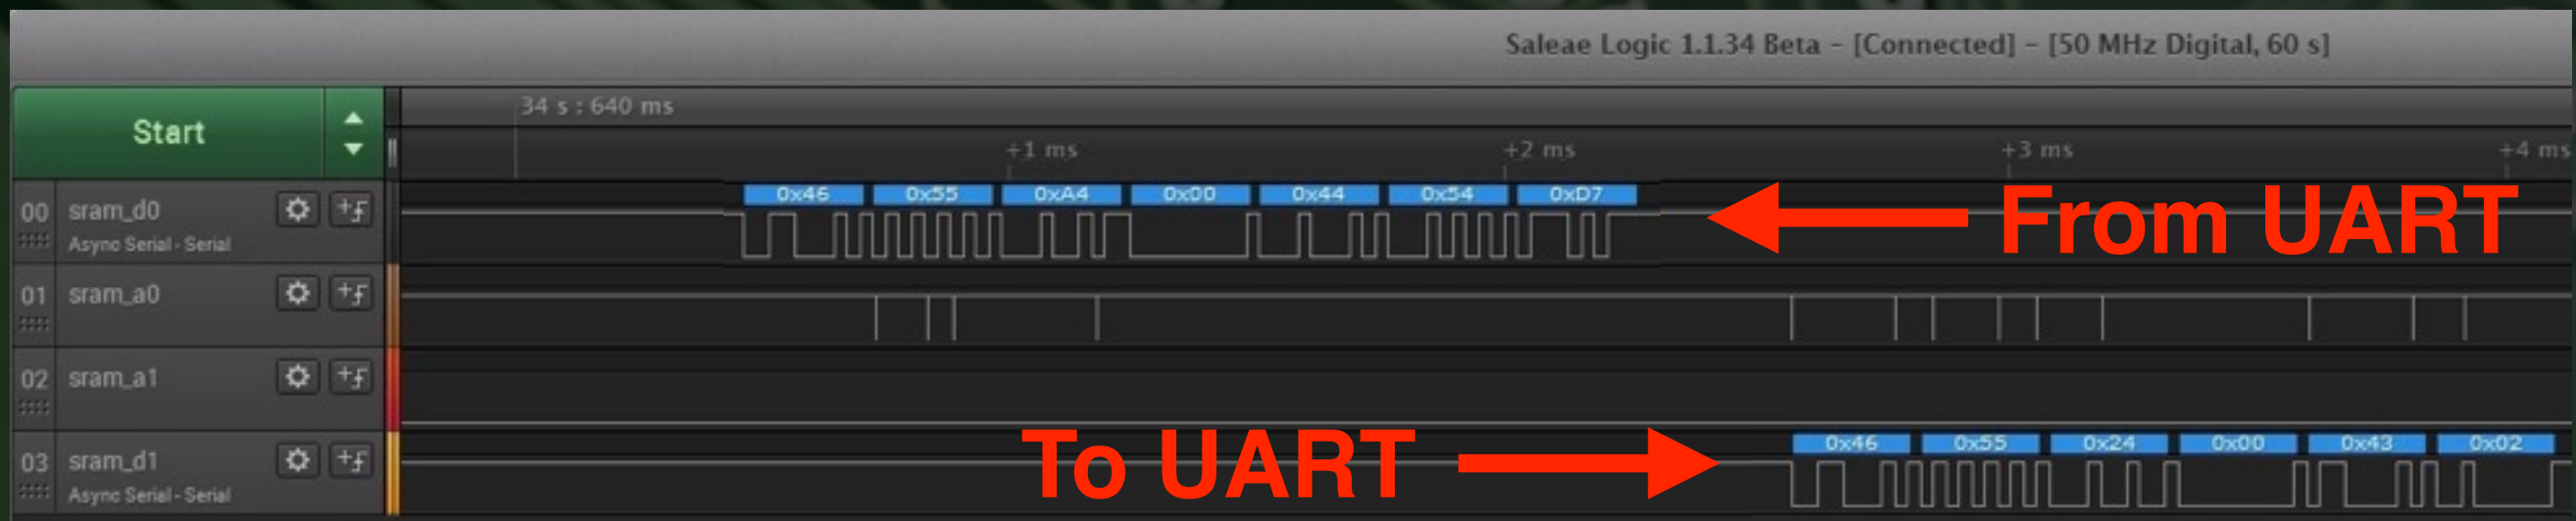 Saleae Logic 1.1.34 Beta - [Connected] - [50 MHz Digital, 60 s]
Start
34 s : 640 ms
+1 ms +2 ms +3 ms +4 ms
00 sram_d0
Async Serial - Serial
0x46 0x55 0xA4 0x00 0x44 0x54 0xD7
From UART
01 sram_a0
02 sram_a1
03 sram_d1
Async Serial - Serial
To UART
0x46 0x55 0x24 0x00 0x43 0x02